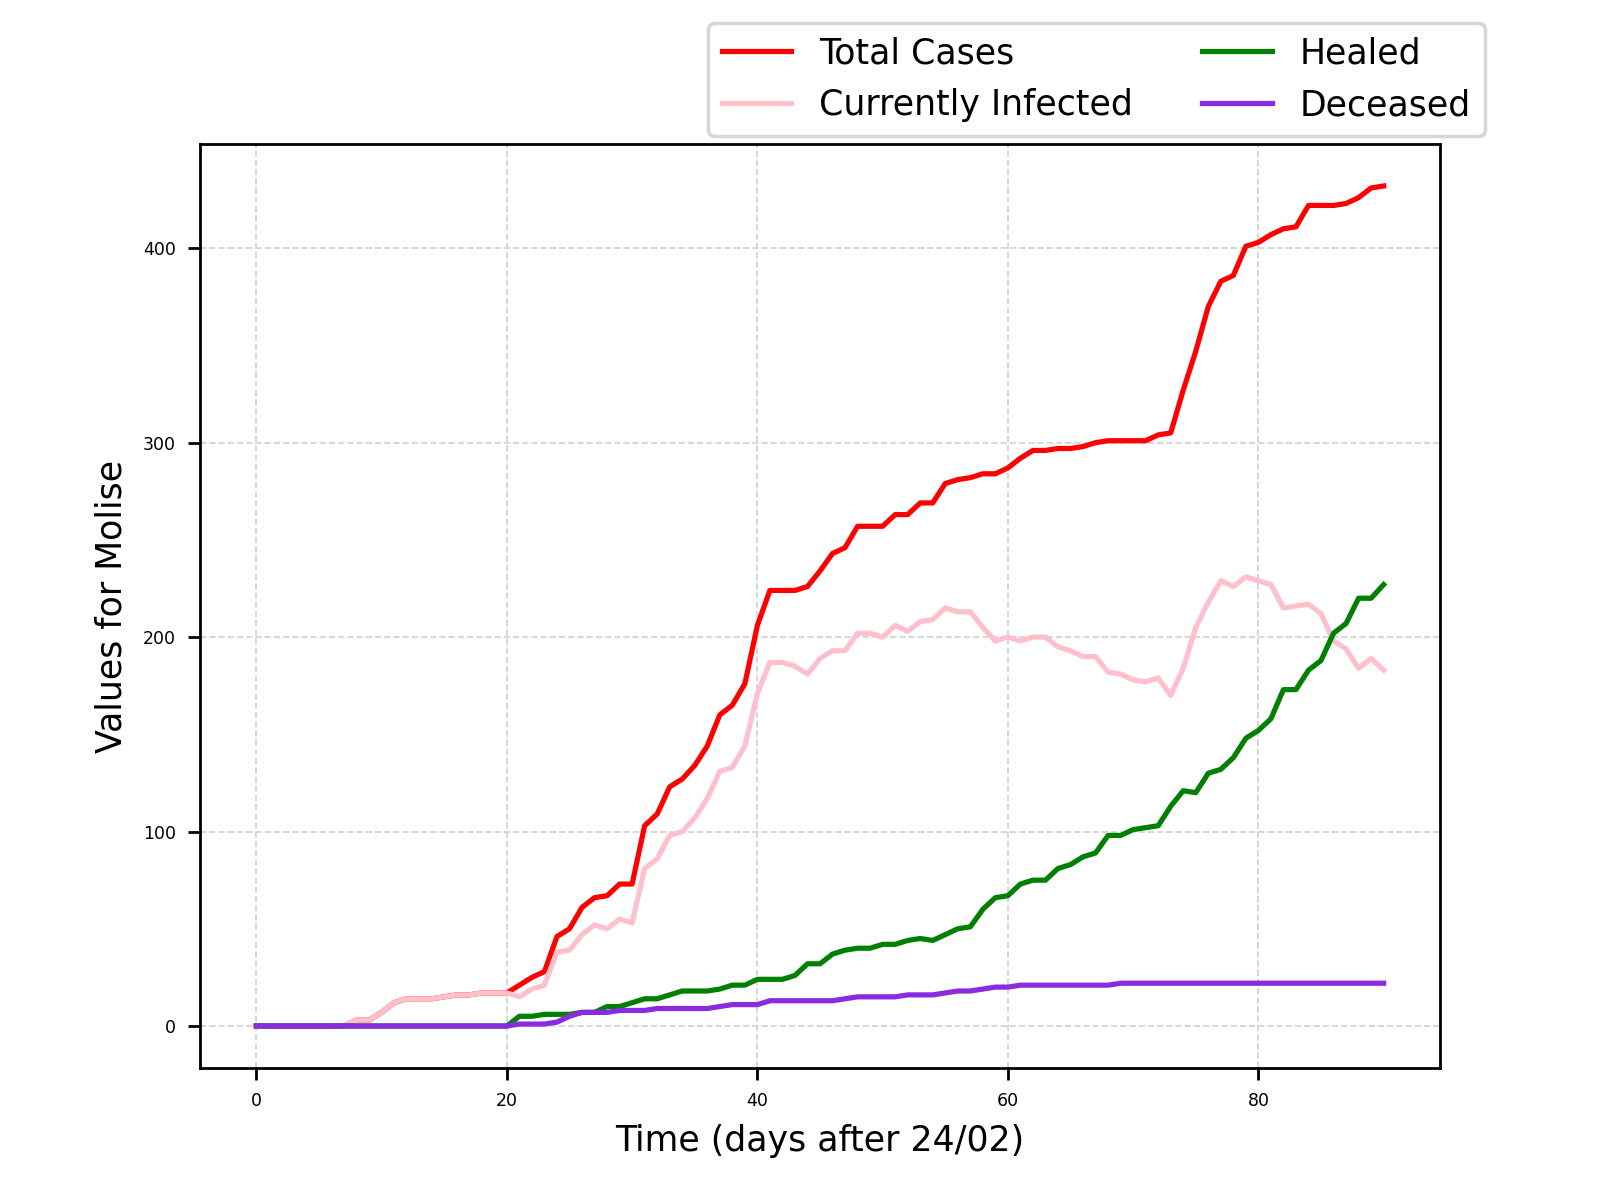 Total Cases
Currently Infected
Healed
Deceased
Values for Molise
400
300
200
100
0
0 20 40 60 80
Time (days after 24/02)